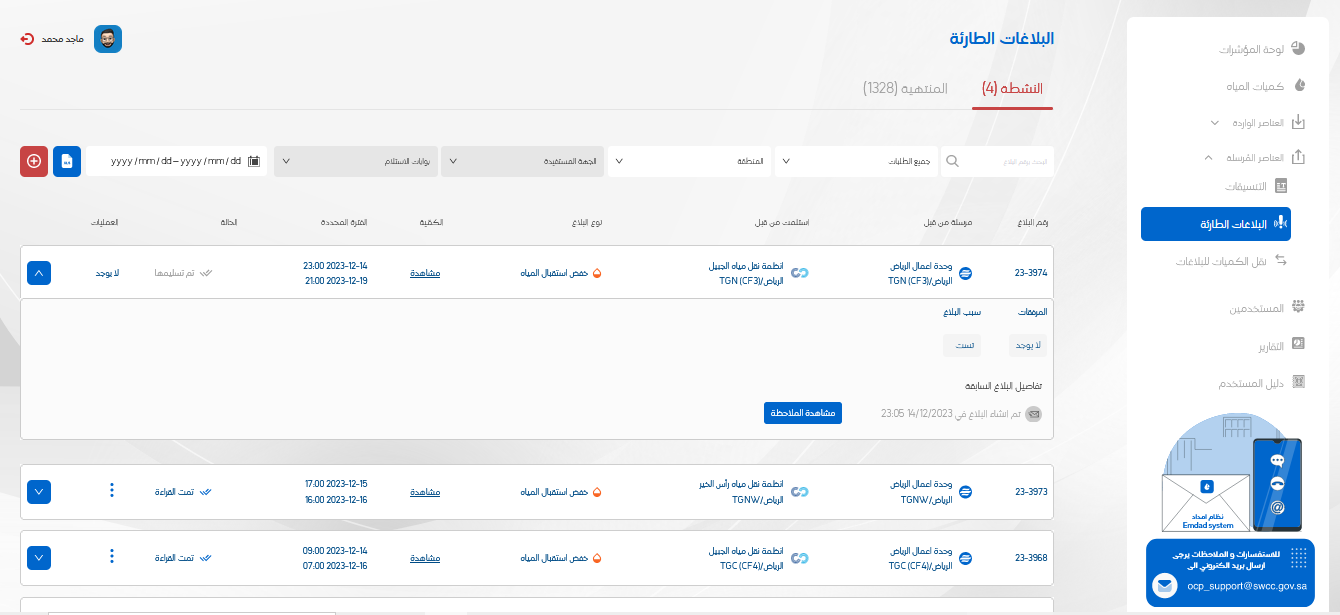 لوحة المؤشرات
كميات المياه
العناصر الواردة
العناصر المُرسلة
التنسيقات
البلاغات الطارئة
نقل الكميات للبلاغات
المستخدمين
التقارير
دليل المستخدم
نظام امداد
Emdad system
للاستفسارات و الملاحظات يرجى
ارسال بريد الكتروني الى
ocp_support@swcc.gov.sa
ماجد محمد
البلاغات الطارئة
النشطه (4) المنتهية (1328)
البحث برقم البلاغ جميع الطلبات المنطقة الجهة المستفيدة بوابات الاستلام yyyy/mm/dd – yyyy/mm/dd
رقم البلاغ مرسلة من قبل استلمت من قبل نوع البلاغ الكمّية الفترة المحددة الحالة العمليات
23-3974 وحدة اعمال الرياض انظمة نقل مياه الجبيل خفض استقبال المياه مشاهدة 2023-12-14 23:00 تم تسليمها لا يوجد
الرياض/TGN (CF3) الرياض/TGN (CF3) 2023-12-19 21:00
المرفقات سبب البلاغ
لا يوجد تست
تفاصيل البلاغ السابقة
تم انشاء البلاغ في 14/12/2023 23:05 مشاهدة الملاحظة
23-3973 وحدة اعمال الرياض انظمة نقل مياه رأس الخير خفض استقبال المياه مشاهدة 2023-12-15 17:00 تمت القراءة
الرياض/TGNW الرياض/TGNW 2023-12-16 16:00
23-3968 وحدة اعمال الرياض انظمة نقل مياه الجبيل خفض استقبال المياه مشاهدة 2023-12-14 09:00 تمت القراءة
الرياض/TGC (CF4) الرياض/TGC (CF4) 2023-12-16 07:00